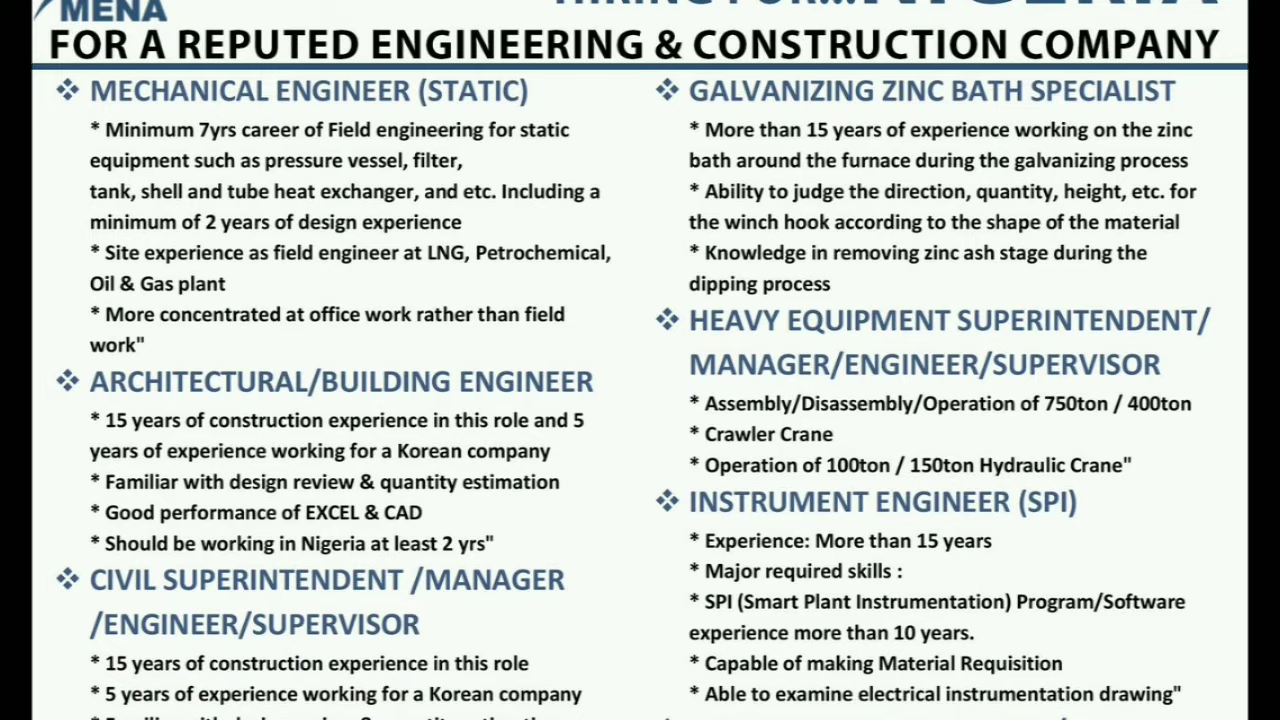 MENA
HIRING FOR... NIGERIA
FOR A REPUTED ENGINEERING & CONSTRUCTION COMPANY
❖ MECHANICAL ENGINEER (STATIC)
* Minimum 7yrs career of Field engineering for static
equipment such as pressure vessel, filter,
tank, shell and tube heat exchanger, and etc. Including a
minimum of 2 years of design experience
* Site experience as field engineer at LNG, Petrochemical,
Oil & Gas plant
* More concentrated at office work rather than field
work"
❖ ARCHITECTURAL/BUILDING ENGINEER
* 15 years of construction experience in this role and 5
years of experience working for a Korean company
* Familiar with design review & quantity estimation
* Good performance of EXCEL & CAD
* Should be working in Nigeria at least 2 yrs"
❖ CIVIL SUPERINTENDENT /MANAGER
/ENGINEER/SUPERVISOR
* 15 years of construction experience in this role
* 5 years of experience working for a Korean company
❖ GALVANIZING ZINC BATH SPECIALIST
* More than 15 years of experience working on the zinc
bath around the furnace during the galvanizing process
* Ability to judge the direction, quantity, height, etc. for
the winch hook according to the shape of the material
* Knowledge in removing zinc ash stage during the
dipping process
❖ HEAVY EQUIPMENT SUPERINTENDENT/
MANAGER/ENGINEER/SUPERVISOR
* Assembly/Disassembly/Operation of 750ton / 400ton
* Crawler Crane
* Operation of 100ton / 150ton Hydraulic Crane"
❖ INSTRUMENT ENGINEER (SPI)
* Experience: More than 15 years
* Major required skills :
* SPI (Smart Plant Instrumentation) Program/Software
experience more than 10 years.
* Capable of making Material Requisition
* Able to examine electrical instrumentation drawing"